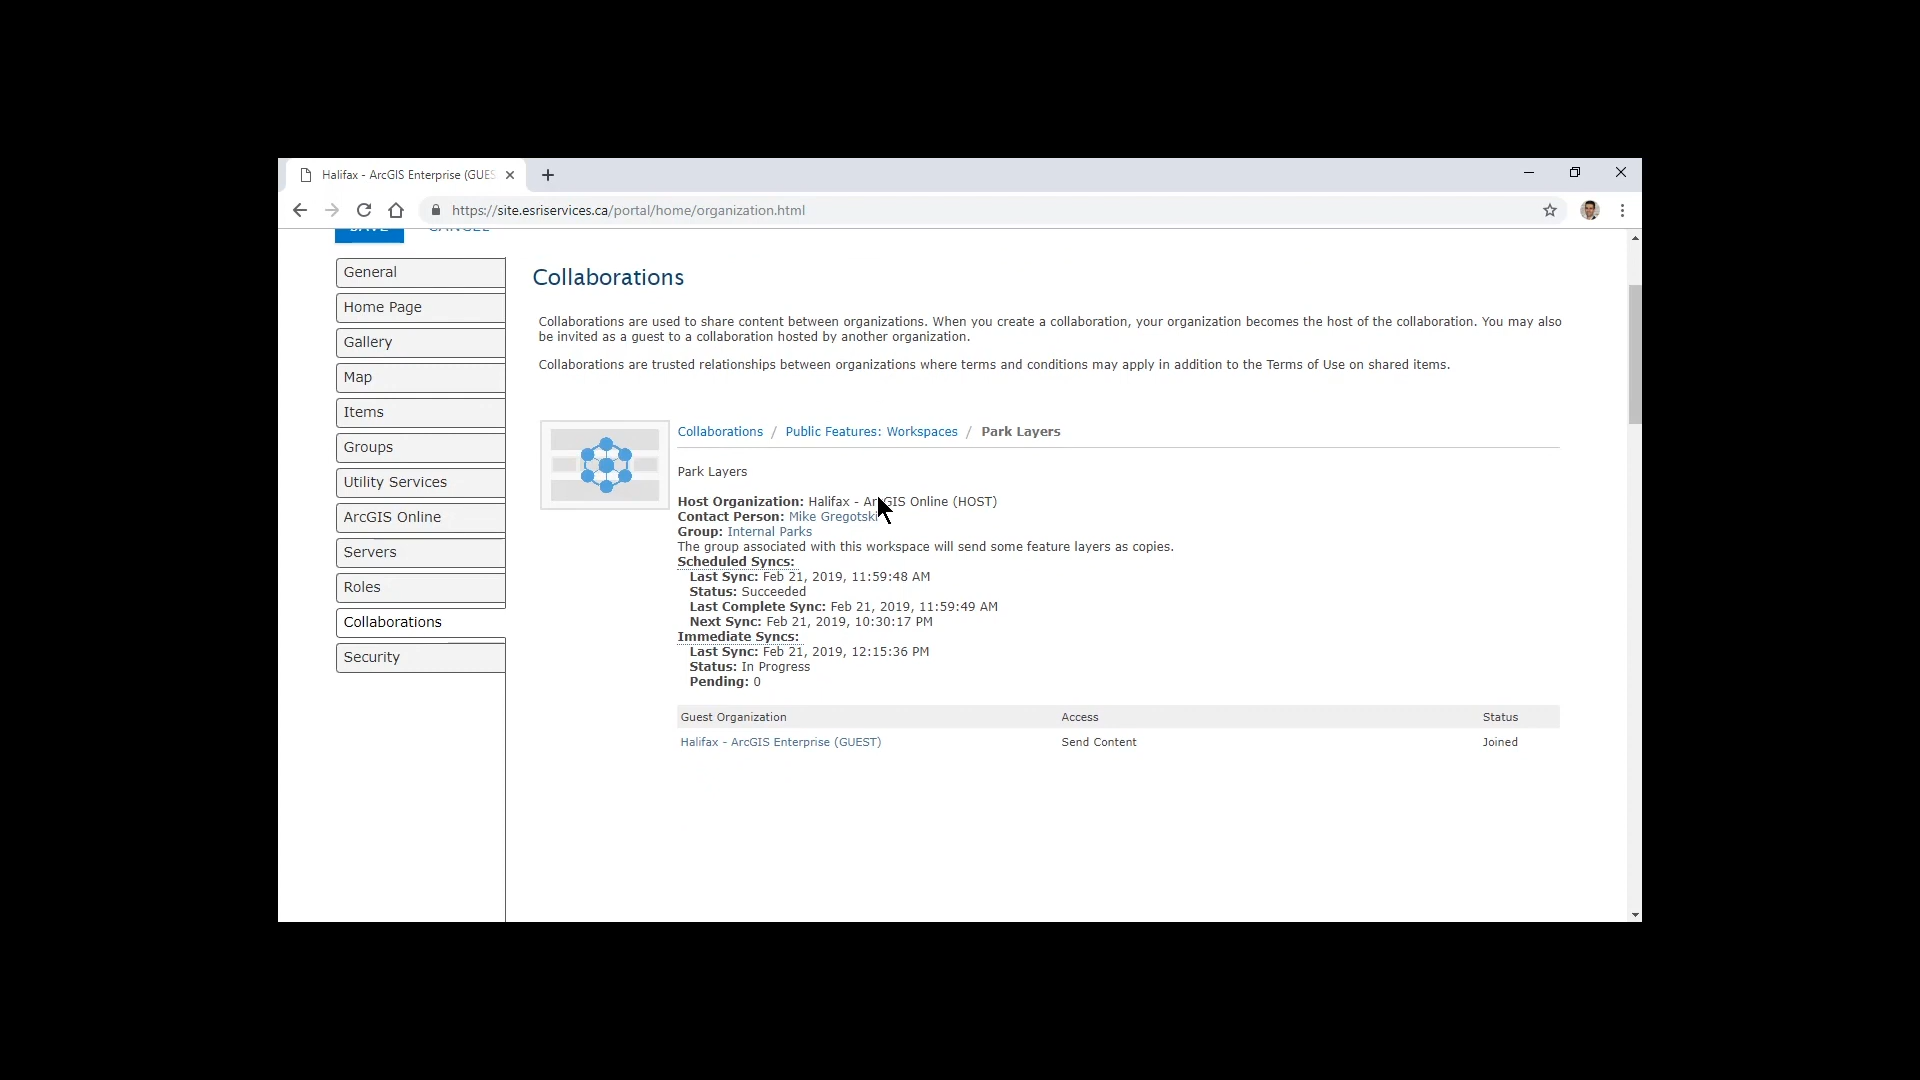 Halifax - ArcGIS Enterprise (GUES
https://site.esriservices.ca/portal/home/organization.html
SAVE CANCEL
General
Home Page
Gallery
Map
Items
Groups
Utility Services
ArcGIS Online
Servers
Roles
Collaborations
Security
Collaborations
Collaborations are used to share content between organizations. When you create a collaboration, your organization becomes the host of the collaboration. You may also
be invited as a guest to a collaboration hosted by another organization.
Collaborations are trusted relationships between organizations where terms and conditions may apply in addition to the Terms of Use on shared items.
Collaborations / Public Features: Workspaces / Park Layers
Park Layers
Host Organization: Halifax - ArcGIS Online (HOST)
Contact Person: Mike Gregotski
Group: Internal Parks
The group associated with this workspace will send some feature layers as copies.
Scheduled Syncs:
Last Sync: Feb 21, 2019, 11:59:48 AM
Status: Succeeded
Last Complete Sync: Feb 21, 2019, 11:59:49 AM
Next Sync: Feb 21, 2019, 10:30:17 PM
Immediate Syncs:
Last Sync: Feb 21, 2019, 12:15:36 PM
Status: In Progress
Pending: 0
Guest Organization Access Status
Halifax - ArcGIS Enterprise (GUEST) Send Content Joined